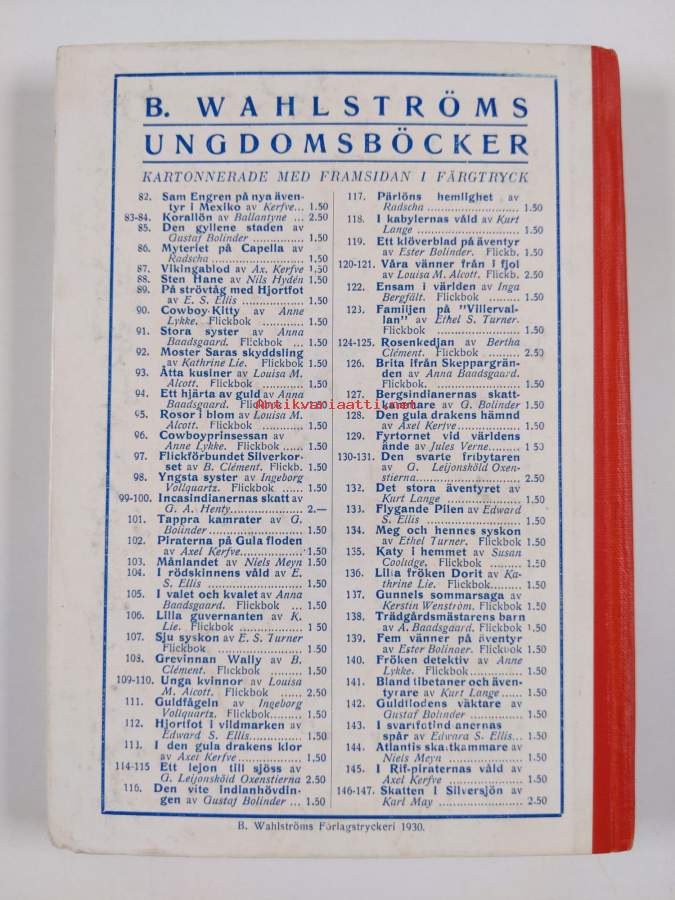 B. WAHLSTRÖMS
UNGDOMSBÖCKER
KARTONNERADE MED FRAMSIDAN I FÄRGTRYCK
82. Sam Engren på nya även-
tyr i Mexiko av Kerfve... 1.50
83-84. Korallön av Ballantyne ... 2.50
85. Den gyllene staden av
Gustaf Bolinder ............ 1.50
86. Myteriet på Capella av
Radscha ..................... 1.50
87. Vikingablod av Ax. Kerfve 1.50
88. Sten Hane av Nils Hydén 1.50
89. På strövtåg med Hjortfot
av E. S. Ellis ............... 1.50
90. Cowboy-Kitty av Anne
Lykke. Flickbok ......... 1.50
91. Stora syster av Anna
Baadsgaard. Flickbok ... 1.50
92. Moster Saras skyddsling
av Kathrine Lie. Flickbok 1.50
93. Åtta kusiner av Louisa M.
Alcott. Flickbok ......... 1.50
94. Ett hjärta av guld av Anna
Baadsgaard. Flickbok ... 1.50
95. Rosor i blom av Louisa M.
Alcott. Flickbok ......... 1.50
96. Cowboyprinsessan av
Anne Lykke. Flickbok ... 1.50
97. Flickförbundet Silverkor-
set av B. Clément. Flickb. 1.50
98. Yngsta syster av Ingeborg
Vollquartz. Flickbok ...... 1.50
99-100. Incasindianernas skatt av
G. A. Henty.................. 2.—
101. Tappra kamrater av G.
Bolinder ..................... 1.50
102. Piraterna på Gula floden
av Axel Kerfve.............. 1.50
103. Månlandet av Niels Meyn 1.50
104. I rödskinnens våld av E.
S. Ellis ..................... 1.50
105. I valet och kvalet av Anna
Baadsgaard. Flickbok ... 1.50
106. Lilla guvernanten av K.
Lie. Flickbok ............ 1 50
107. Sju syskon av E. S. Turner
Flickbok ..................... 1.50
108. Grevinnan Wally av B.
Clément. Flickbok ...... 1 50
109-110. Unga kvinnor av Louisa
M. Alcott. Flickbok ...... 2.50
111. Guldfågeln av Ingeborg
Vollquartz. Flickbok....... 1.50
112. Hjortfot i vildmarken av
Edward S. Ellis............. 1.50
113. I den gula drakens klor
av Axel Kerfve............. 1.50
114-115 Ett lejon till sjöss av
G. Leijonsköld Oxenstierna 2.50
116. Den vite indianhövdin-
gen av Gustaf Bolinder ... 1.50
117. Pärlöns hemlighet av
Radscha ..................... 1.50
118. I kabylernas våld av Kurt
Lange ........................ 1.50
119. Ett klöverblad på äventyr
av Ester Bolinder. Flickb. 1.50
120-121. Våra vänner från i fjol
av Louisa M. Alcott. Flickb. 2.50
122. Ensam i världen av Inga
Bergfält. Flickbok ......... 1.50
123. Familjen på "Villerval-
lan" av Ethel S. Turner.
Flickbok ..................... 1.50
124-125. Rosenkedjan av Bertha
Clément. Flickbok ......... 2.50
126. Brita ifrån Skeppargrän-
den av Anna Baadsgaard.
Flickbok..................... 1.50
127. Bergsindianernas skatt-
kammare av G. Bolinder 1.50
128. Den gula drakens hämnd
av Axel Kerfve............. 1.50
129. Fyrtornet vid världens
ände av Jules Verne....... 1 50
130-131. Den svarte fribytaren
av G. Leijonsköld Oxen-
stierna........................ 2.50
132. Det stora äventyret av
Kurt Lange .................. 1.50
133. Flygande Pilen av Edward
S. Ellis ..................... 1.50
134. Meg och hennes syskon
av Ethel Turner. Flickbok 1.50
135. Katy i hemmet av Susan
Coolidge. Flickbok......... 1.50
136. Lilla fröken Dorit av Ka-
thrine Lie. Flickbok........ 1.50
137. Gunnels sommarsaga av
Kerstin Wenström. Flickbok 1.50
138. Trädgårdsmästarens barn
av A. Baadsgaard. Flickbok 1.50
139. Fem vänner på äventyr
av Ester Bolinder. Flickbok 1.50
140. Fröken detektiv av Anne
Lykke. Flickbok ............ 1.50
141. Bland tibetaner och även-
tyrare av Kurt Lange ...... 1.50
142. Guldflodens väktare av
Gustaf Bolinder ............ 1.50
143. I svartfotindianernas
spår av Edward S. Ellis... 1.50
144. Atlantis skattkammare av
Niels Meyn .................. 1.50
145. I Rif-piraternas våld av
Axel Kerfve .................. 1.50
146-147. Skatten i Silversjön av
Karl May ..................... 2.50
B. Wahlströms Förlagstryckeri 1930.
Antikvariaatti.net